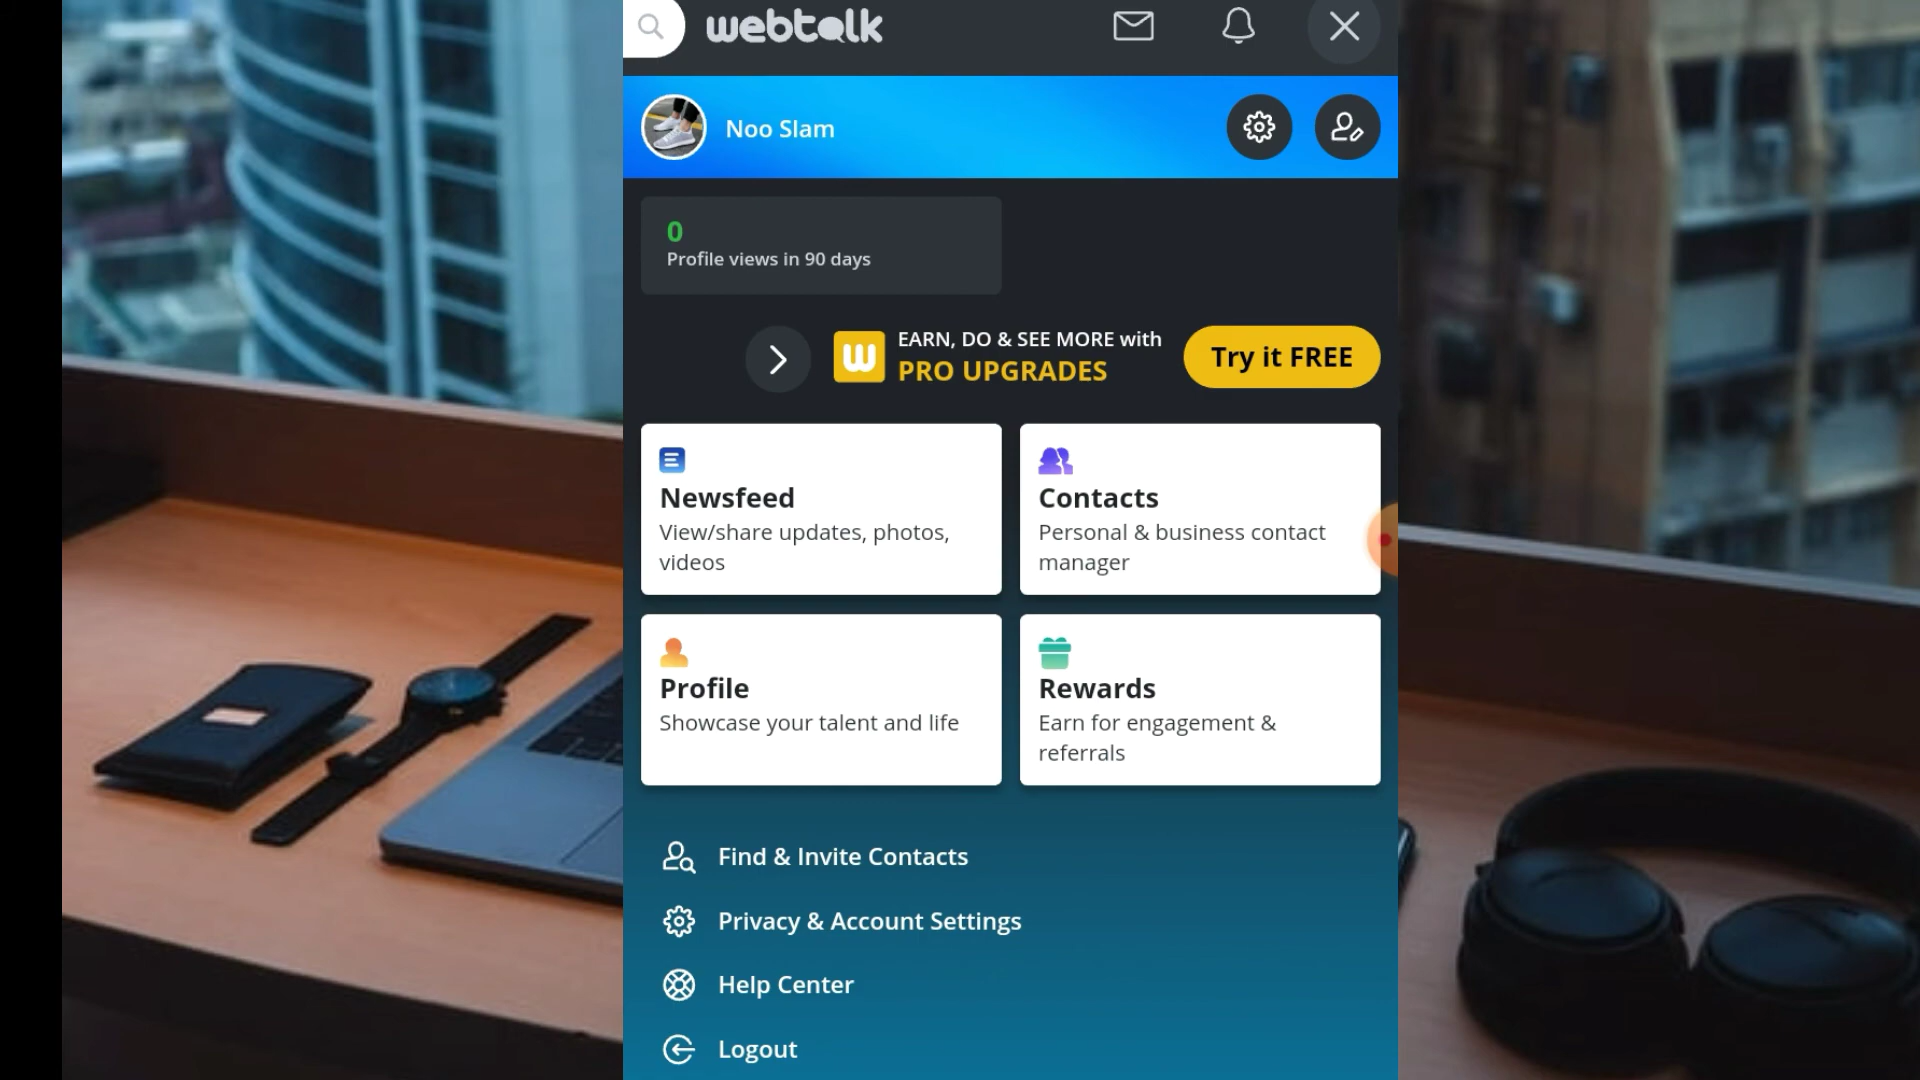 webtalk
Noo Slam
0
Profile views in 90 days
EARN, DO & SEE MORE with
PRO UPGRADES
Try it FREE
Newsfeed
View/share updates, photos,
videos
Contacts
Personal & business contact
manager
Profile
Showcase your talent and life
Rewards
Earn for engagement &
referrals
Find & Invite Contacts
Privacy & Account Settings
Help Center
Logout